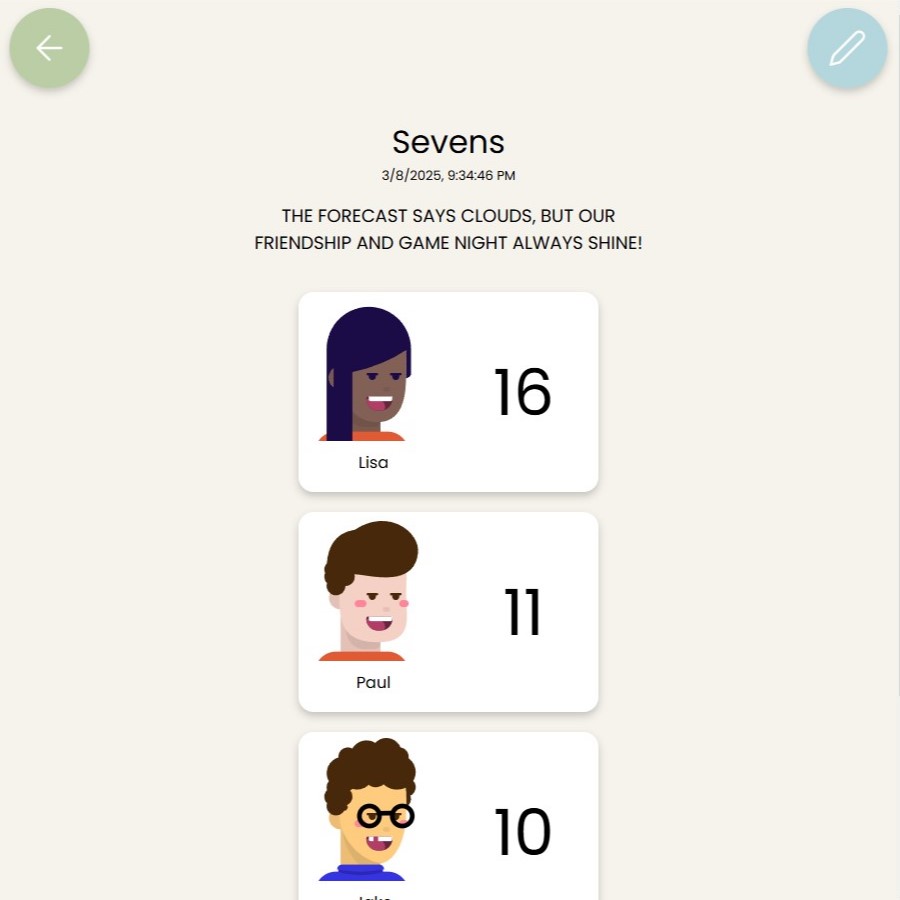 Sevens
3/8/2025, 9:34:46 PM
THE FORECAST SAYS CLOUDS, BUT OUR
FRIENDSHIP AND GAME NIGHT ALWAYS SHINE!
16
Lisa
11
Paul
10